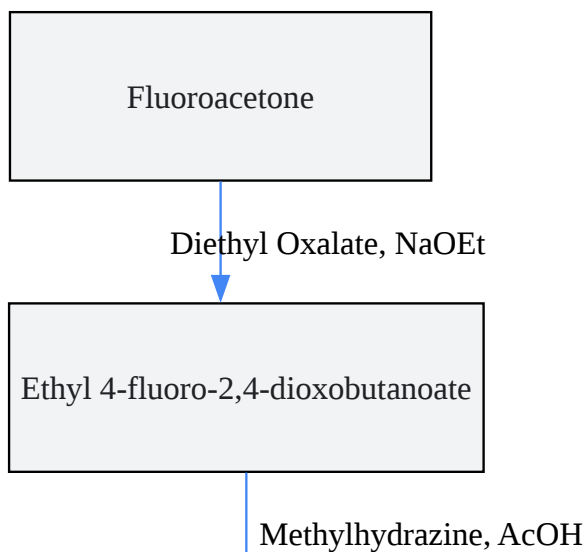 Fluoroacetone
Diethyl Oxalate, NaOEt
Ethyl 4-fluoro-2,4-dioxobutanoate
Methylhydrazine, AcOH